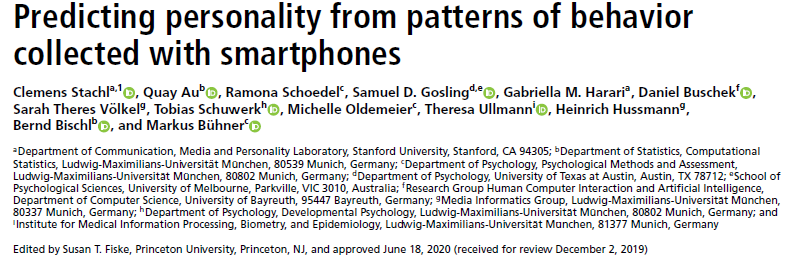 Predicting personality from patterns of behavior
collected with smartphones
Clemens Stachlᵃ,¹, Quay Auᵇ, Ramona Schoedelᶜ, Samuel D. Goslingᵈ,ᵉ, Gabriella M. Harariᵃ, Daniel Buschekᶠ,
Sarah Theres Völkelᵍ, Tobias Schuwerkʰ, Michelle Oldemeierᶜ, Theresa Ullmannⁱ, Heinrich Hussmannᵍ,
Bernd Bischlᵇ, and Markus Bühnerᶜ
ᵃDepartment of Communication, Media and Personality Laboratory, Stanford University, Stanford, CA 94305; ᵇDepartment of Statistics, Computational
Statistics, Ludwig-Maximilians-Universität München, 80539 Munich, Germany; ᶜDepartment of Psychology, Psychological Methods and Assessment,
Ludwig-Maximilians-Universität München, 80802 Munich, Germany; ᵈDepartment of Psychology, University of Texas at Austin, Austin, TX 78712; ᵉSchool of
Psychological Sciences, University of Melbourne, Parkville, VIC 3010, Australia; ᶠResearch Group Human Computer Interaction and Artificial Intelligence,
Department of Computer Science, University of Bayreuth, 95447 Bayreuth, Germany; ᵍMedia Informatics Group, Ludwig-Maximilians-Universität München,
80337 Munich, Germany; ʰDepartment of Psychology, Developmental Psychology, Ludwig-Maximilians-Universität München, 80802 Munich, Germany; and
ⁱInstitute for Medical Information Processing, Biometry, and Epidemiology, Ludwig-Maximilians-Universität München, 81377 Munich, Germany
Edited by Susan T. Fiske, Princeton University, Princeton, NJ, and approved June 18, 2020 (received for review December 2, 2019)